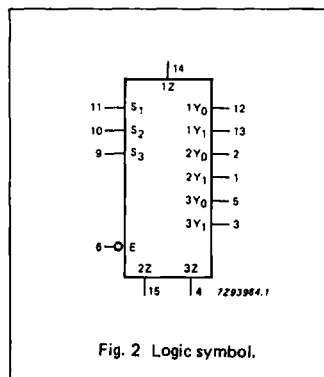 14
1Z
11 S1 1Y0 12
10 S2 1Y1 13
9 S3 2Y0 2
2Y1 1
3Y0 5
3Y1 3
6 E
2Z 3Z
15 4 7Z93964.1
Fig. 2 Logic symbol.